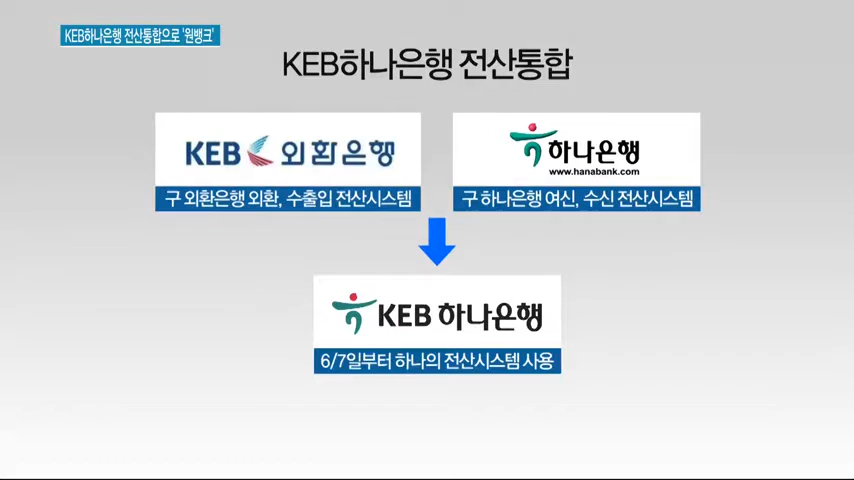 KEB하나은행 전산통합으로 '원뱅크'
KEB하나은행 전산통합
KEB 외환은행
하나은행
www.hanabank.com
구 외환은행 외환, 수출입 전산시스템
구 하나은행 여신, 수신 전산시스템
KEB 하나은행
6/7일부터 하나의 전산시스템 사용